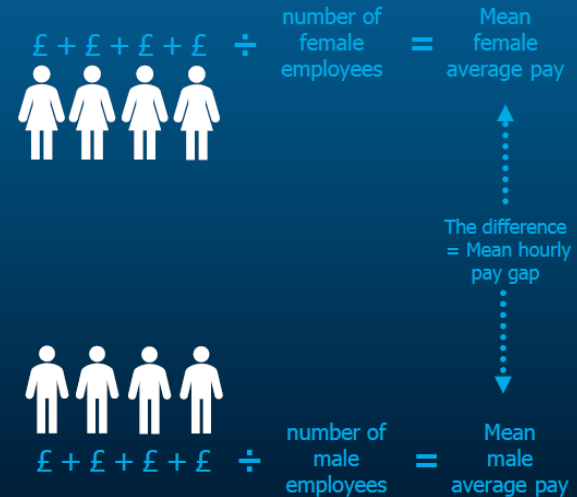 £ + £ + £ + £ ÷ number of female employees = Mean female average pay
The difference
= Mean hourly
pay gap
£ + £ + £ + £ ÷ number of male employees = Mean male average pay